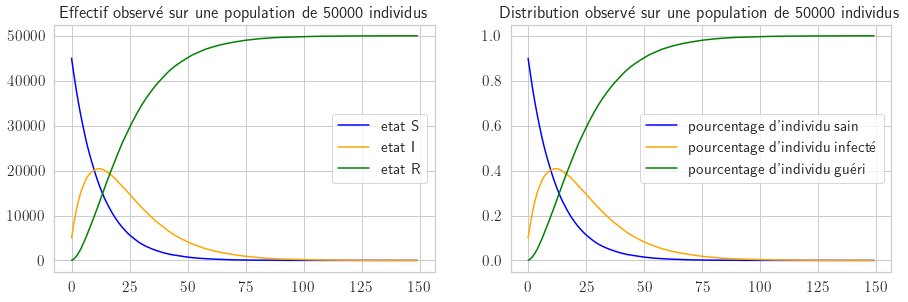 Effectif observé sur une population de 50000 individus
50000
40000
30000
20000
10000
0
etat S
etat I
etat R
0 25 50 75 100 125 150
Distribution observé sur une population de 50000 individus
1.0
0.8
0.6
0.4
0.2
0.0
pourcentage d'individu sain
pourcentage d'individu infecté
pourcentage d'individu guéri
0 25 50 75 100 125 150